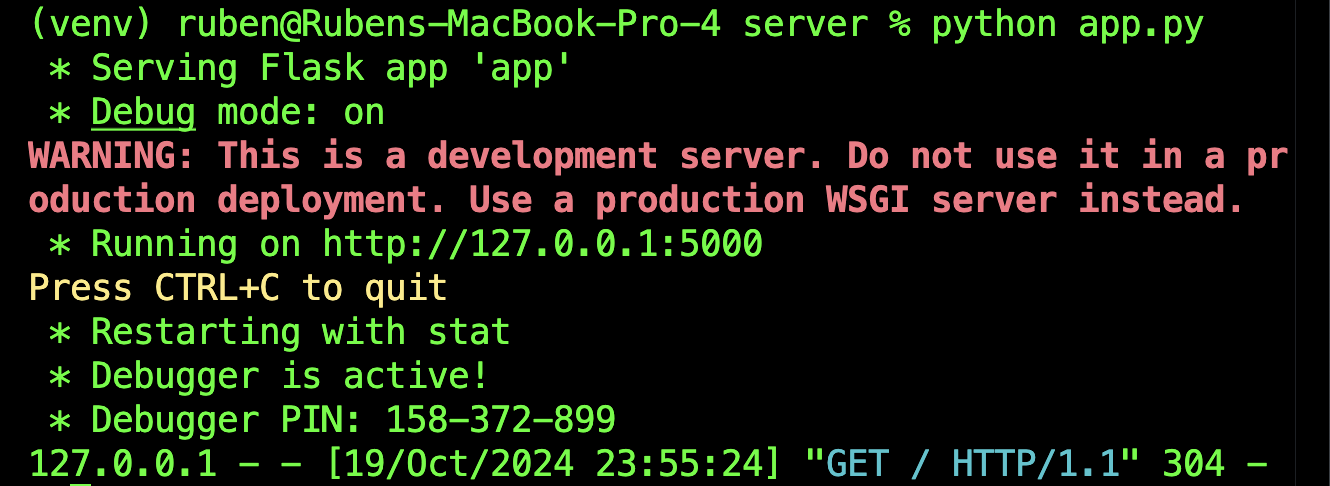 (venv) ruben@Rubens-MacBook-Pro-4 server % python app.py
 * Serving Flask app 'app'
 * Debug mode: on
WARNING: This is a development server. Do not use it in a pr
oduction deployment. Use a production WSGI server instead.
 * Running on http://127.0.0.1:5000
Press CTRL+C to quit
 * Restarting with stat
 * Debugger is active!
 * Debugger PIN: 158-372-899
127.0.0.1 - - [19/Oct/2024 23:55:24] "GET / HTTP/1.1" 304 -